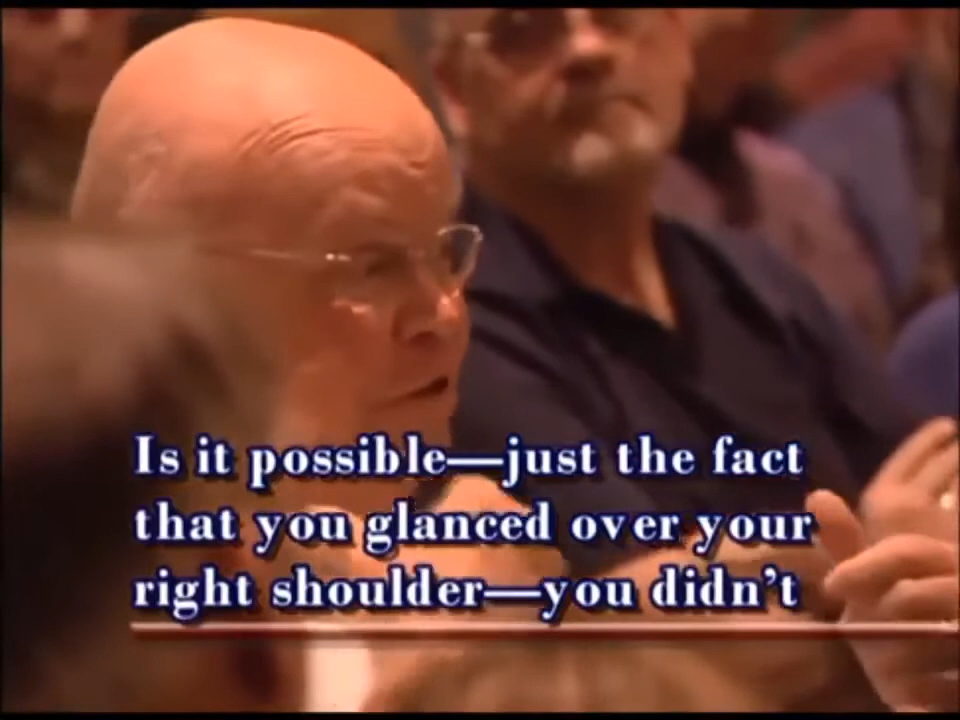 Is it possible—just the fact
that you glanced over your
right shoulder—you didn’t